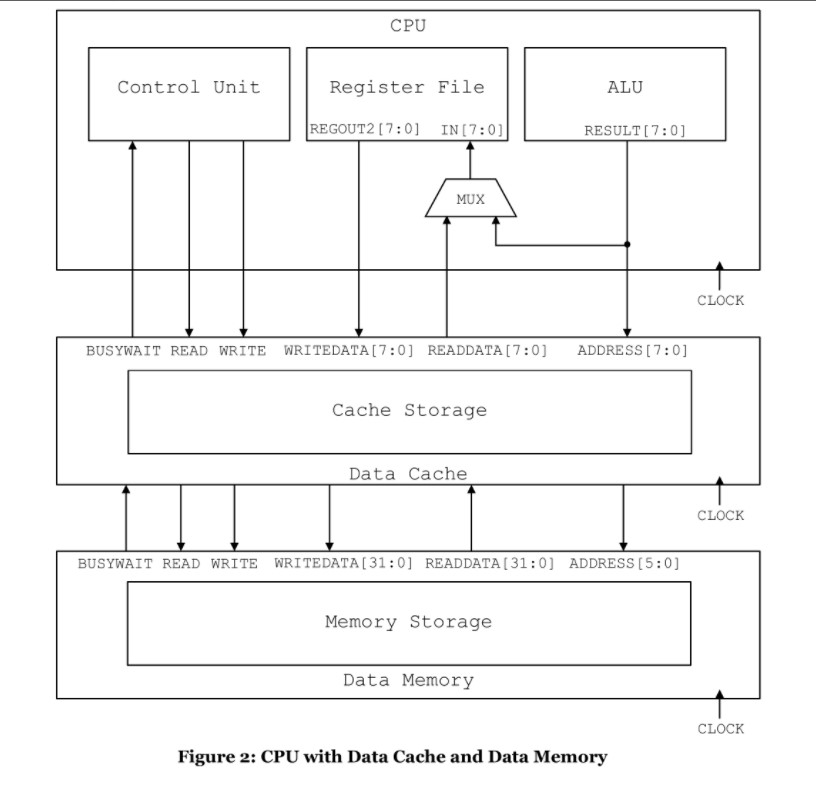 CPU
Control Unit Register File ALU
REGOUT2[7:0] IN[7:0] RESULT[7:0]
MUX
CLOCK
BUSYWAIT READ WRITE WRITEDATA[7:0] READDATA[7:0] ADDRESS[7:0]
Cache Storage
Data Cache
CLOCK
BUSYWAIT READ WRITE WRITEDATA[31:0] READDATA[31:0] ADDRESS[5:0]
Memory Storage
Data Memory
CLOCK
Figure 2: CPU with Data Cache and Data Memory